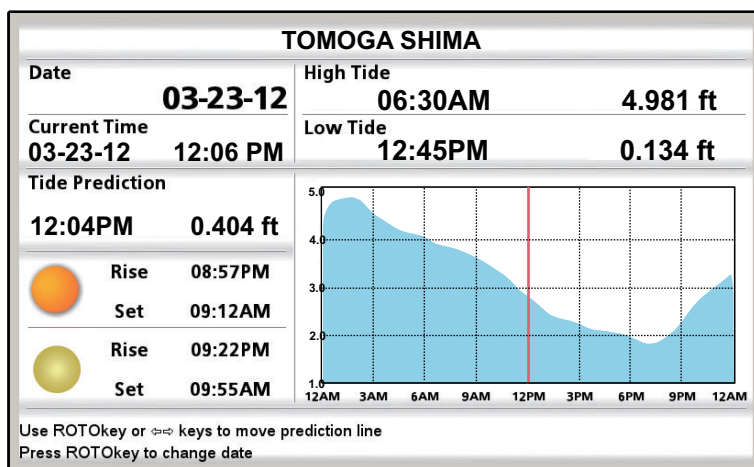 TOMOGA SHIMA
Date
03-23-12
High Tide
06:30AM 4.981 ft
Current Time
03-23-12 12:06 PM
Low Tide
12:45PM 0.134 ft
Tide Prediction
12:04PM 0.404 ft
Rise 08:57PM
Set 09:12AM
Rise 09:22PM
Set 09:55AM
5.0
4.0
3.0
2.0
1.0
12AM 3AM 6AM 9AM 12PM 3PM 6PM 9PM 12AM
Use ROTOkey or ⇦⇨ keys to move prediction line
Press ROTOkey to change date